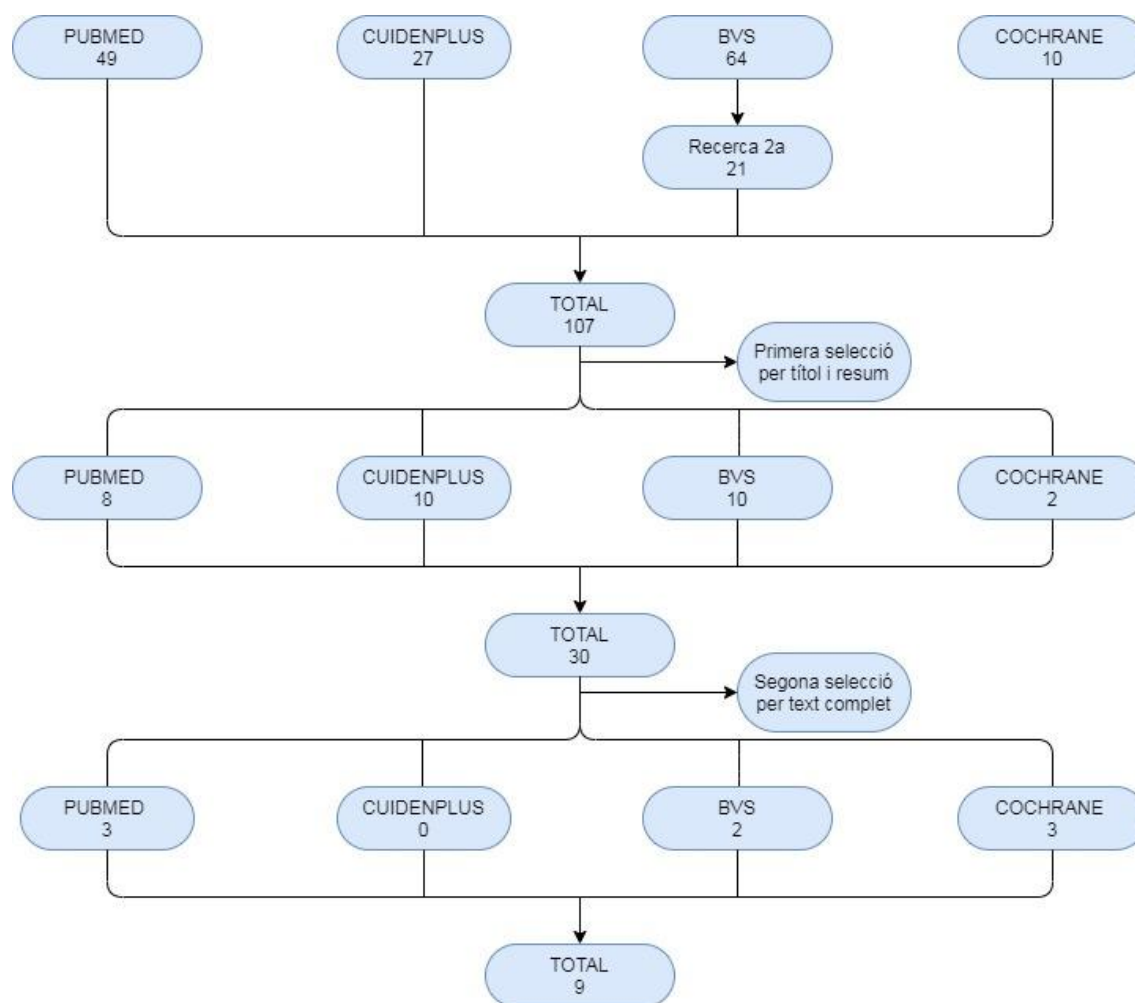 PUBMED
49
CUIDENPLUS
27
BVS
64
COCHRANE
10
Recerca 2a
21
TOTAL
107
Primera selecció
per títol i resum
PUBMED
8
CUIDENPLUS
10
BVS
10
COCHRANE
2
TOTAL
30
Segona selecció
per text complet
PUBMED
3
CUIDENPLUS
0
BVS
2
COCHRANE
3
TOTAL
9